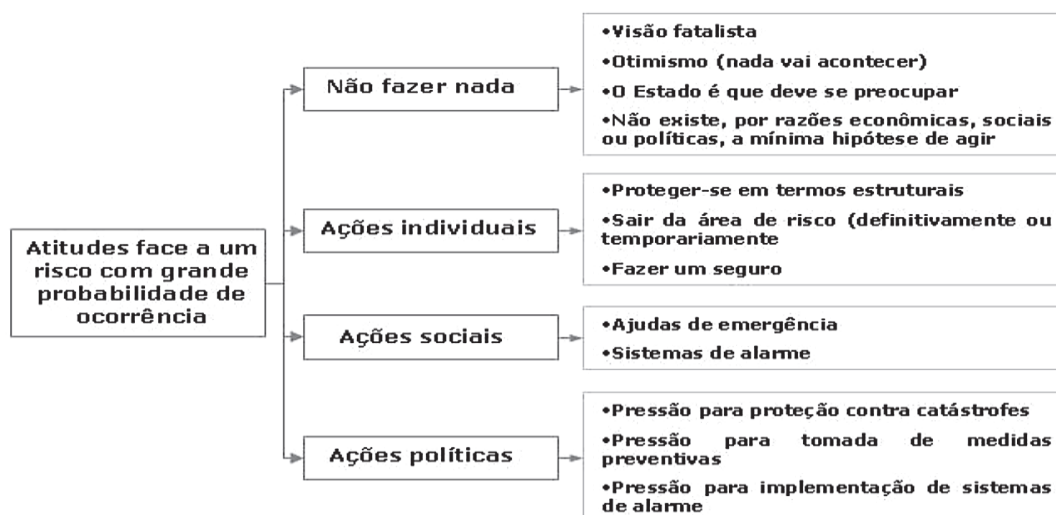 Atitudes face a um
risco com grande
probabilidade de
ocorrência
Não fazer nada
•Visão fatalista
•Otimismo (nada vai acontecer)
•O Estado é que deve se preocupar
•Não existe, por razões econômicas, sociais
ou políticas, a mínima hipótese de agir
Ações individuais
•Proteger-se em termos estruturais
•Sair da área de risco (definitivamente ou
temporariamente
•Fazer um seguro
Ações sociais
•Ajudas de emergência
•Sistemas de alarme
Ações políticas
•Pressão para proteção contra catástrofes
•Pressão para tomada de medidas
preventivas
•Pressão para implementação de sistemas
de alarme